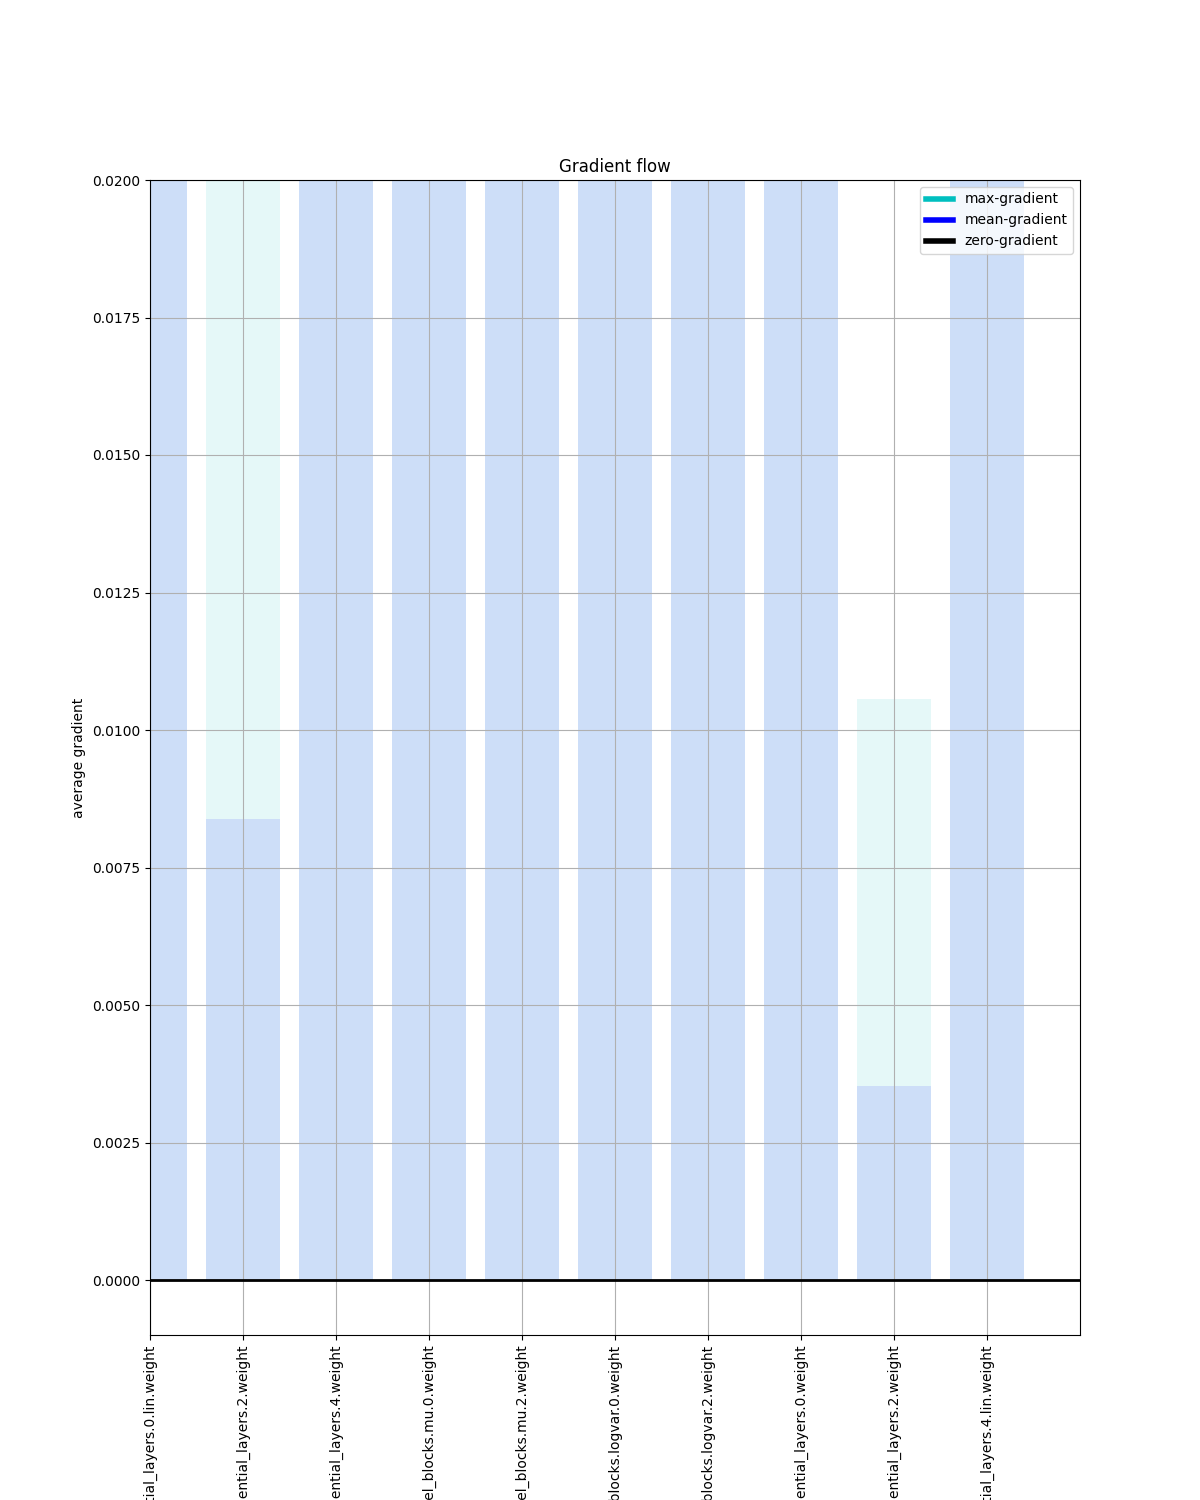 Gradient flow
max-gradient
mean-gradient
zero-gradient
0.0200
0.0175
0.0150
0.0125
0.0100
0.0075
0.0050
0.0025
0.0000
average gradient
tial_layers.0.lin.weight
ential_layers.2.weight
ential_layers.4.weight
el_blocks.mu.0.weight
el_blocks.mu.2.weight
blocks.logvar.0.weight
blocks.logvar.2.weight
ential_layers.0.weight
ential_layers.2.weight
tial_layers.4.lin.weight